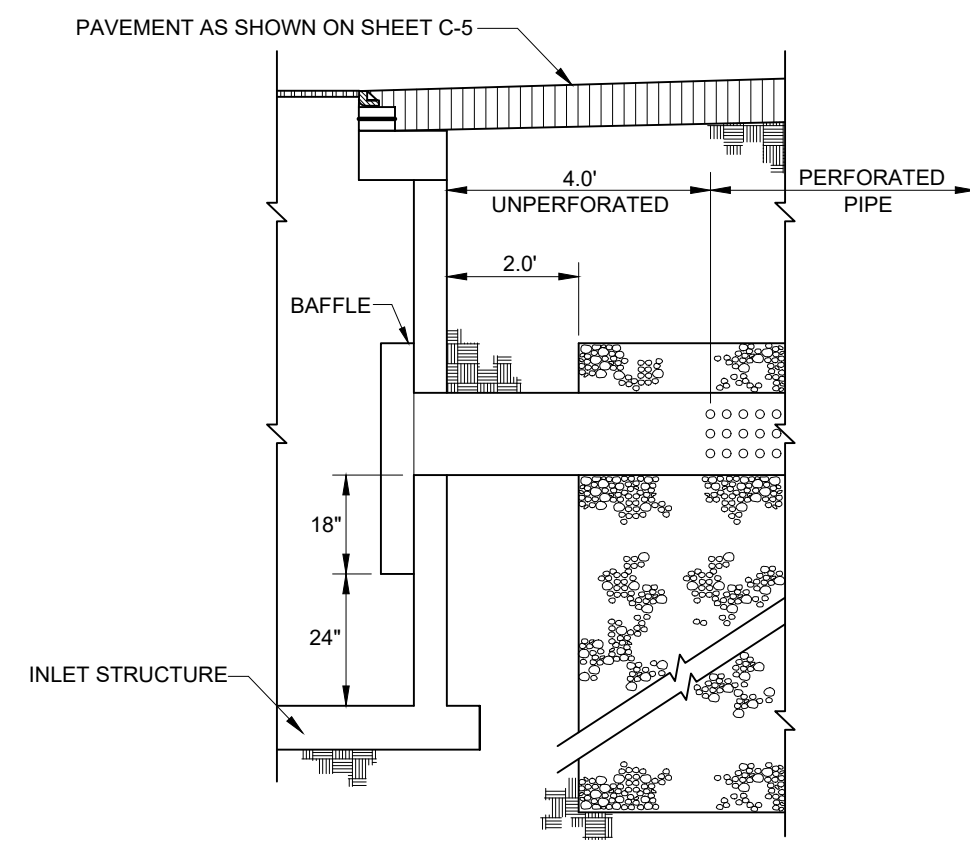 PAVEMENT AS SHOWN ON SHEET C-5
4.0'
UNPERFORATED
PERFORATED
PIPE
2.0'
BAFFLE
18"
24"
INLET STRUCTURE